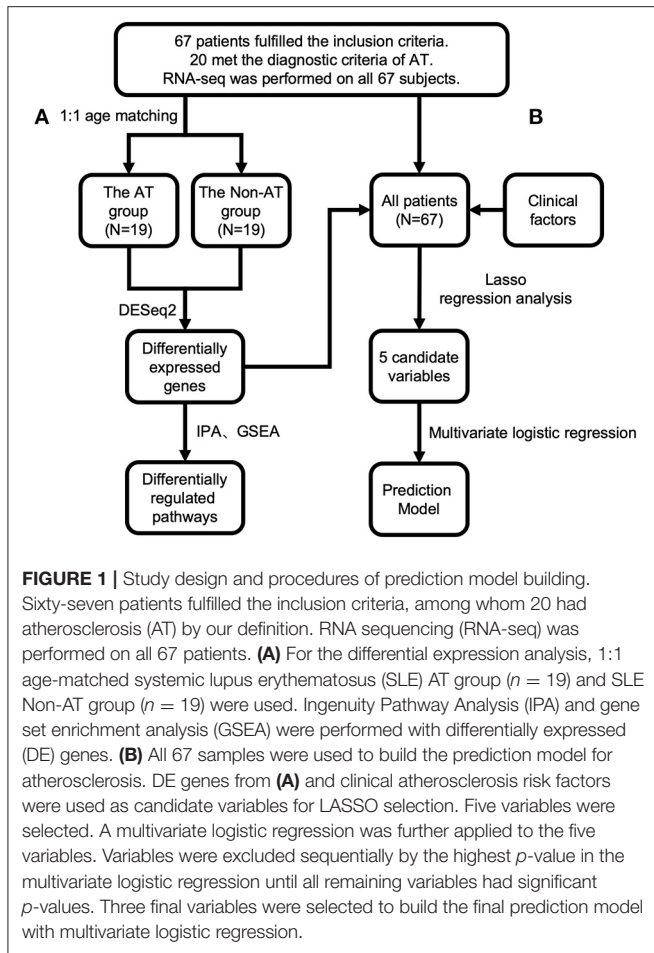 67 patients fulfilled the inclusion criteria.
20 met the diagnostic criteria of AT.
RNA-seq was performed on all 67 subjects.
A
1:1 age matching
B
The AT
group
(N=19)
The Non-AT
group
(N=19)
All patients
(N=67)
Clinical
factors
DESeq2
Lasso
regression analysis
Differentially
expressed
genes
5 candidate
variables
IPA、GSEA
Multivariate logistic regression
Differentially
regulated
pathways
Prediction
Model
FIGURE 1 | Study design and procedures of prediction model building.
Sixty-seven patients fulfilled the inclusion criteria, among whom 20 had
atherosclerosis (AT) by our definition. RNA sequencing (RNA-seq) was
performed on all 67 patients. (A) For the differential expression analysis, 1:1
age-matched systemic lupus erythematosus (SLE) AT group (n = 19) and SLE
Non-AT group (n = 19) were used. Ingenuity Pathway Analysis (IPA) and gene
set enrichment analysis (GSEA) were performed with differentially expressed
(DE) genes. (B) All 67 samples were used to build the prediction model for
atherosclerosis. DE genes from (A) and clinical atherosclerosis risk factors
were used as candidate variables for LASSO selection. Five variables were
selected. A multivariate logistic regression was further applied to the five
variables. Variables were excluded sequentially by the highest p-value in the
multivariate logistic regression until all remaining variables had significant
p-values. Three final variables were selected to build the final prediction model
with multivariate logistic regression.